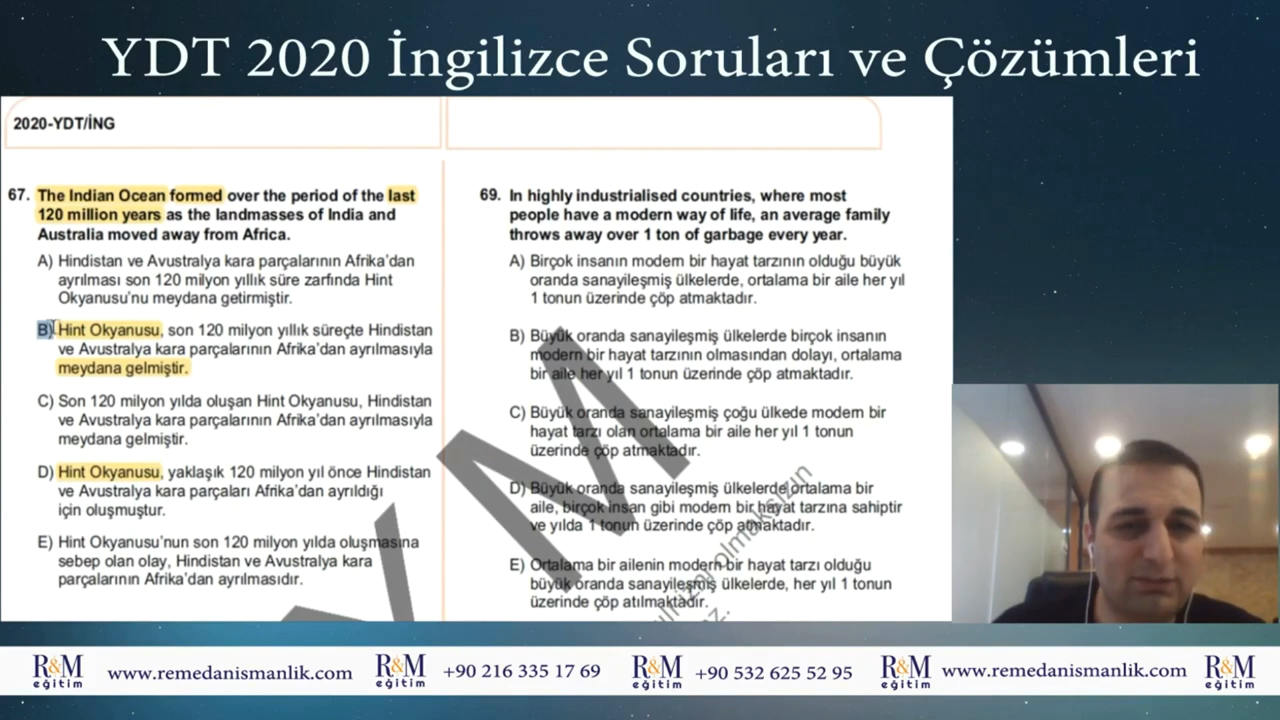 YDT 2020 İngilizce Soruları ve Çözümleri
2020-YDT/İNG
67. The Indian Ocean formed over the period of the last
120 million years as the landmasses of India and
Australia moved away from Africa.
A) Hindistan ve Avustralya kara parçalarının Afrika'dan
ayrılması son 120 milyon yıllık süre zarfında Hint
Okyanusu'nu meydana getirmiştir.
B) Hint Okyanusu, son 120 milyon yıllık süreçte Hindistan
ve Avustralya kara parçalarının Afrika'dan ayrılmasıyla
meydana gelmiştir.
C) Son 120 milyon yılda oluşan Hint Okyanusu, Hindistan
ve Avustralya kara parçalarının Afrika'dan ayrılmasıyla
meydana gelmiştir.
D) Hint Okyanusu, yaklaşık 120 milyon yıl önce Hindistan
ve Avustralya kara parçaları Afrika'dan ayrıldığı
için oluşmuştur.
E) Hint Okyanusu'nun son 120 milyon yılda oluşmasına
sebep olan olay, Hindistan ve Avustralya kara
parçalarının Afrika'dan ayrılmasıdır.
69. In highly industrialised countries, where most
people have a modern way of life, an average family
throws away over 1 ton of garbage every year.
A) Birçok insanın modern bir hayat tarzının olduğu büyük
oranda sanayileşmiş ülkelerde, ortalama bir aile her yıl
1 tonun üzerinde çöp atmaktadır.
B) Büyük oranda sanayileşmiş ülkelerde birçok insanın
modern bir hayat tarzının olmasından dolayı, ortalama
bir aile her yıl 1 tonun üzerinde çöp atmaktadır.
C) Büyük oranda sanayileşmiş çoğu ülkede modern bir
hayat tarzı olan ortalama bir aile her yıl 1 tonun
üzerinde çöp atmaktadır.
D) Büyük oranda sanayileşmiş ülkelerde ortalama bir
aile, birçok insan gibi modern bir hayat tarzına sahiptir
ve yılda 1 tonun üzerinde çöp atmaktadır.
E) Ortalama bir ailenin modern bir hayat tarzı olduğu
büyük oranda sanayileşmiş ülkelerde, her yıl 1 tonun
üzerinde çöp atılmaktadır.
YM
olmaksızın
R&M eğitim www.remedanismanlik.com R&M eğitim +90 216 335 17 69 R&M eğitim +90 532 625 52 95 R&M eğitim www.remedanismanlik.com R&M eğitim